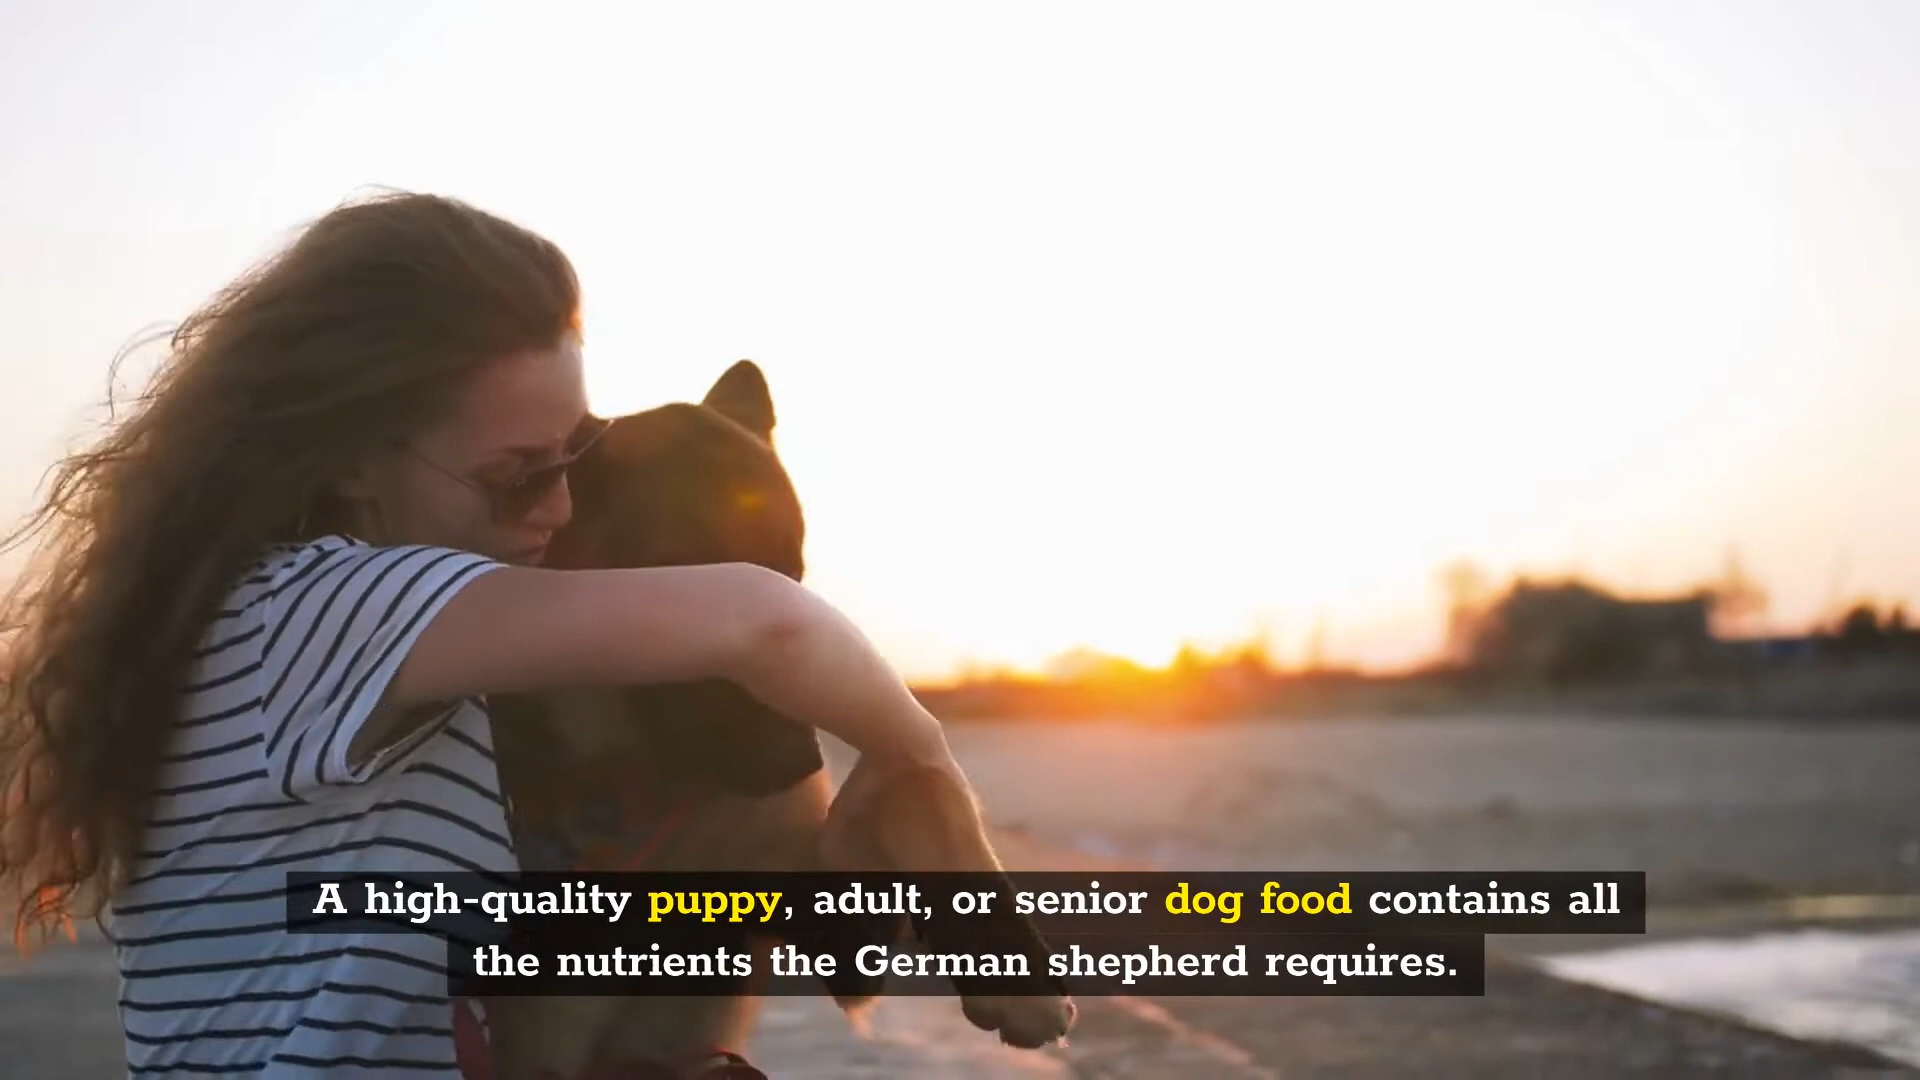 A high-quality puppy, adult, or senior dog food contains all
the nutrients the German shepherd requires.